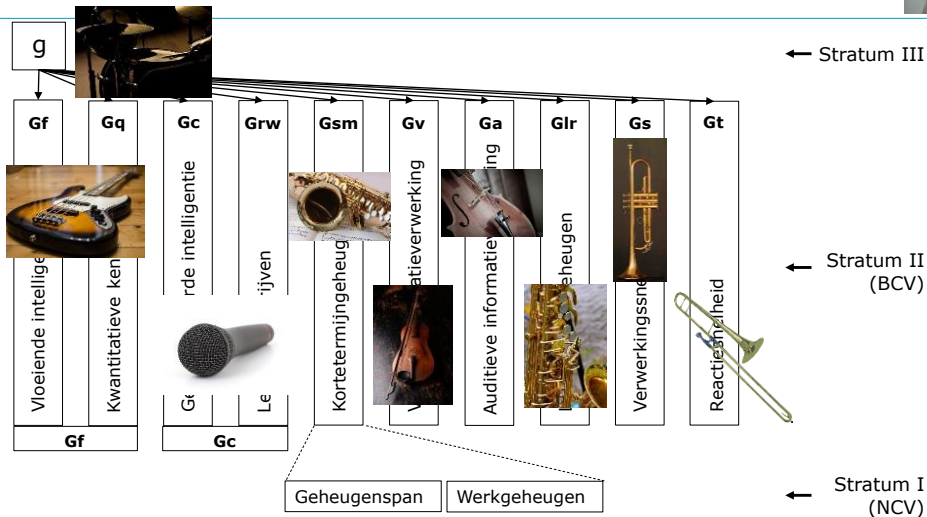 g
Stratum III
Gf
Gq
Gc
Grw
Gsm
Gv
Ga
Glr
Gs
Gt
Vloeiende intellige
Kwantitatieve ken
rde intelligentie
ijven
Kortetermijngeheug
atieverwerking
Auditieve informatie
eheugen
Verwerkingssne
Reactiesnelheid
Stratum II
(BCV)
Gf
Gc
Geheugenspan
Werkgeheugen
Stratum I
(NCV)